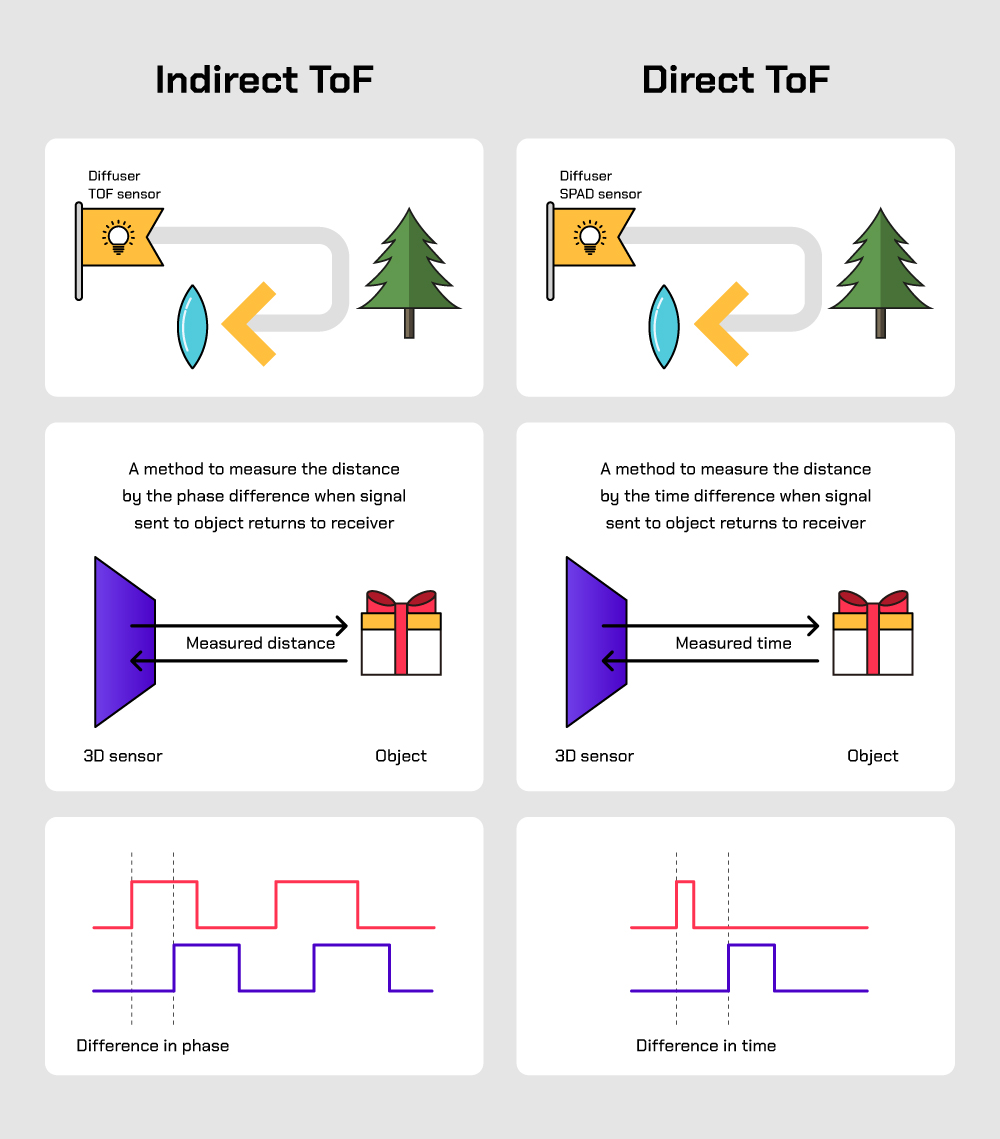 Indirect ToF
Direct ToF
Diffuser
TOF sensor
Diffuser
SPAD sensor
A method to measure the distance
by the phase difference when signal
sent to object returns to receiver
Measured distance
3D sensor
Object
A method to measure the distance
by the time difference when signal
sent to object returns to receiver
Measured time
3D sensor
Object
Difference in phase
Difference in time